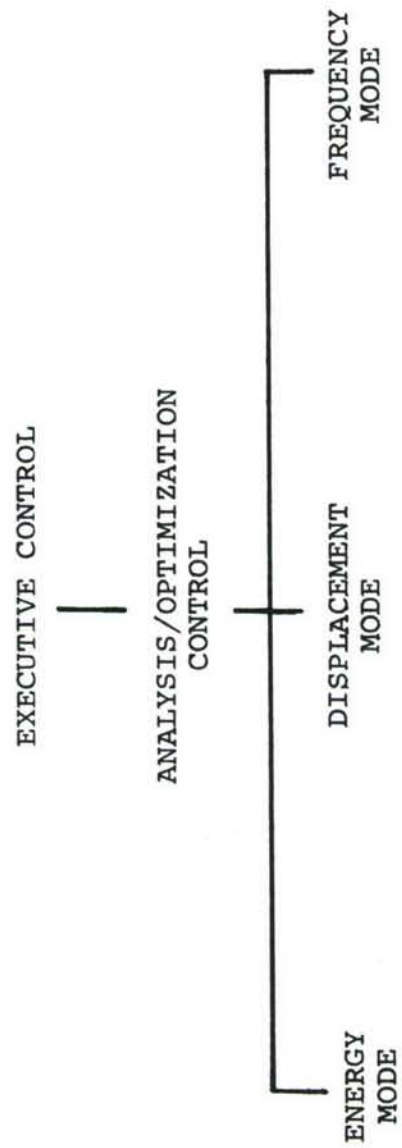 EXECUTIVE CONTROL
ANALYSIS/OPTIMIZATION
CONTROL
ENERGY
MODE
DISPLACEMENT
MODE
FREQUENCY
MODE